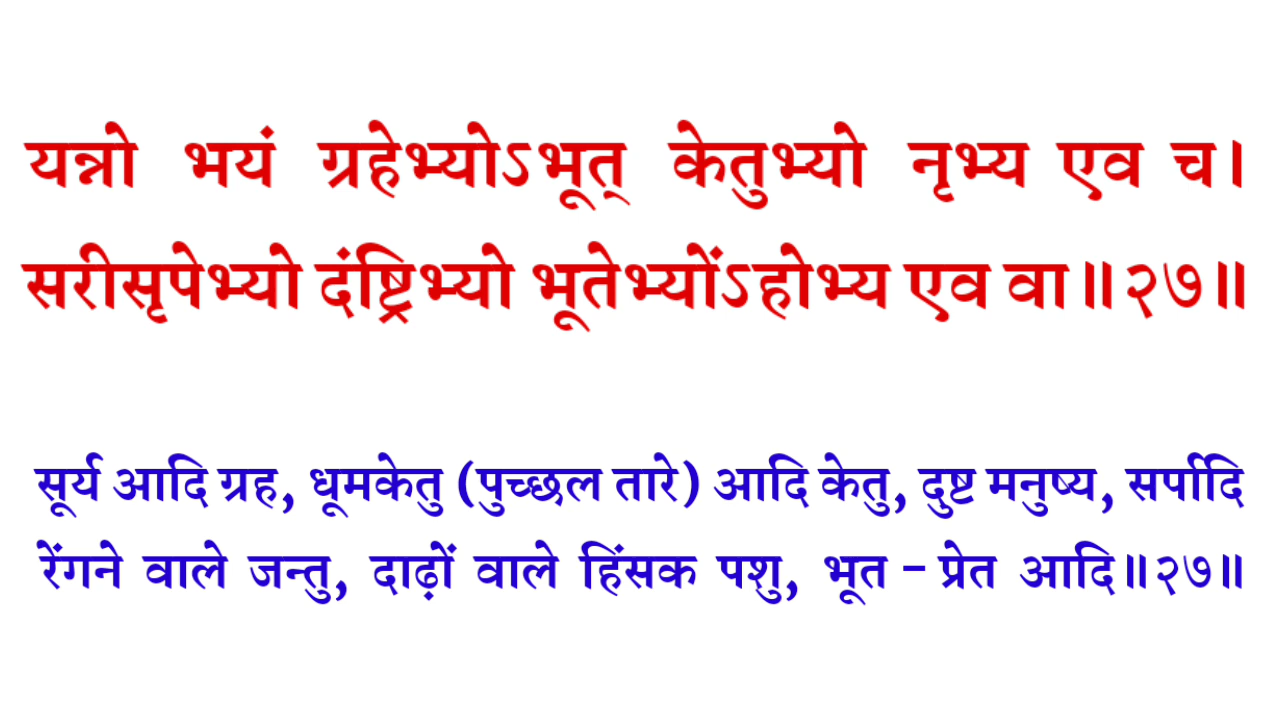 यन्नो भयं ग्रहेभ्योऽभूत् केतुभ्यो नृभ्य एव च।
सरीसृपेभ्यो दंष्ट्रिभ्यो भूतेभ्योंऽहोभ्य एव वा॥२७॥
सूर्य आदि ग्रह, धूमकेतु (पुच्छल तारे) आदि केतु, दुष्ट मनुष्य, सर्पादि
रेंगने वाले जन्तु, दाढ़ों वाले हिंसक पशु, भूत – प्रेत आदि॥२७॥